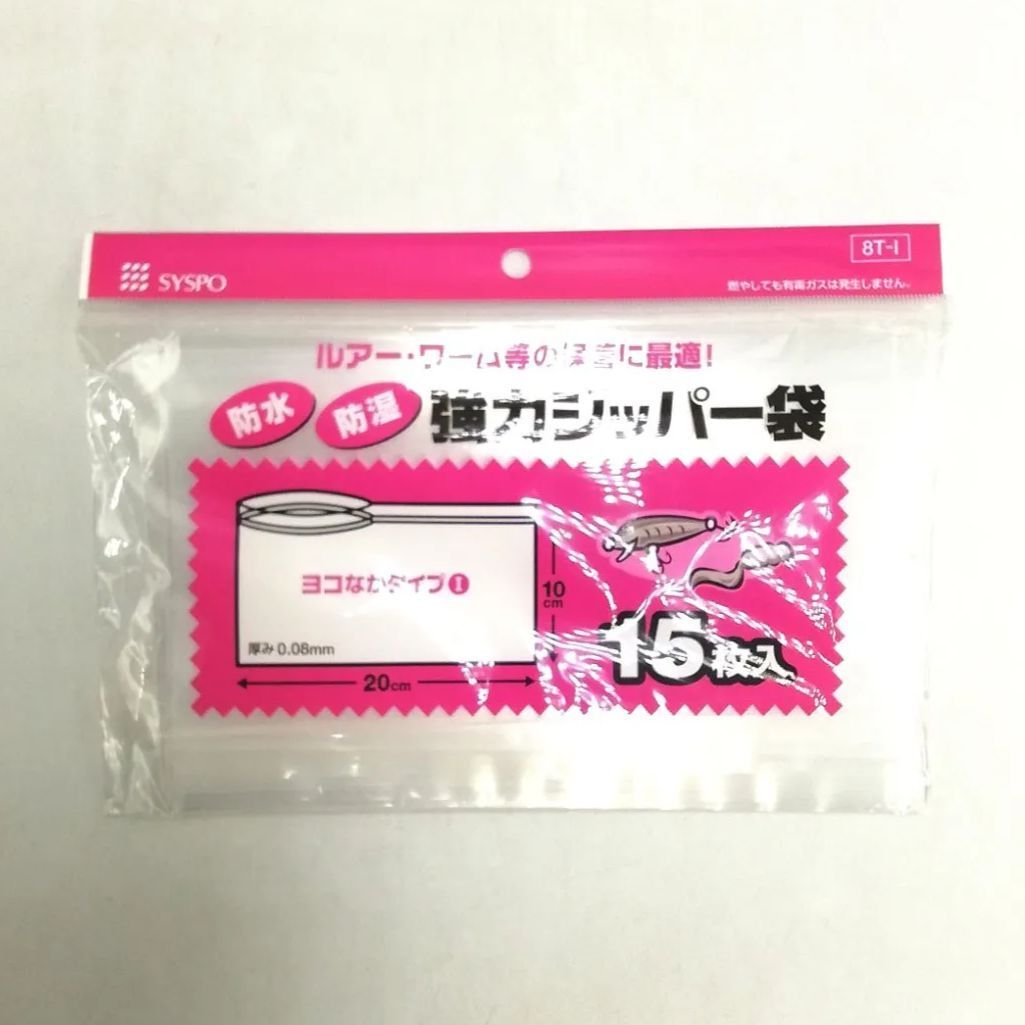 SYSPO
8T-I
燃やしても有毒ガスは発生しません。
ルアー・ワーム等の保管に最適!
防水
防湿
強力ジッパー袋
ヨコながタイプI
厚み0.08mm
10cm
20cm
15枚入